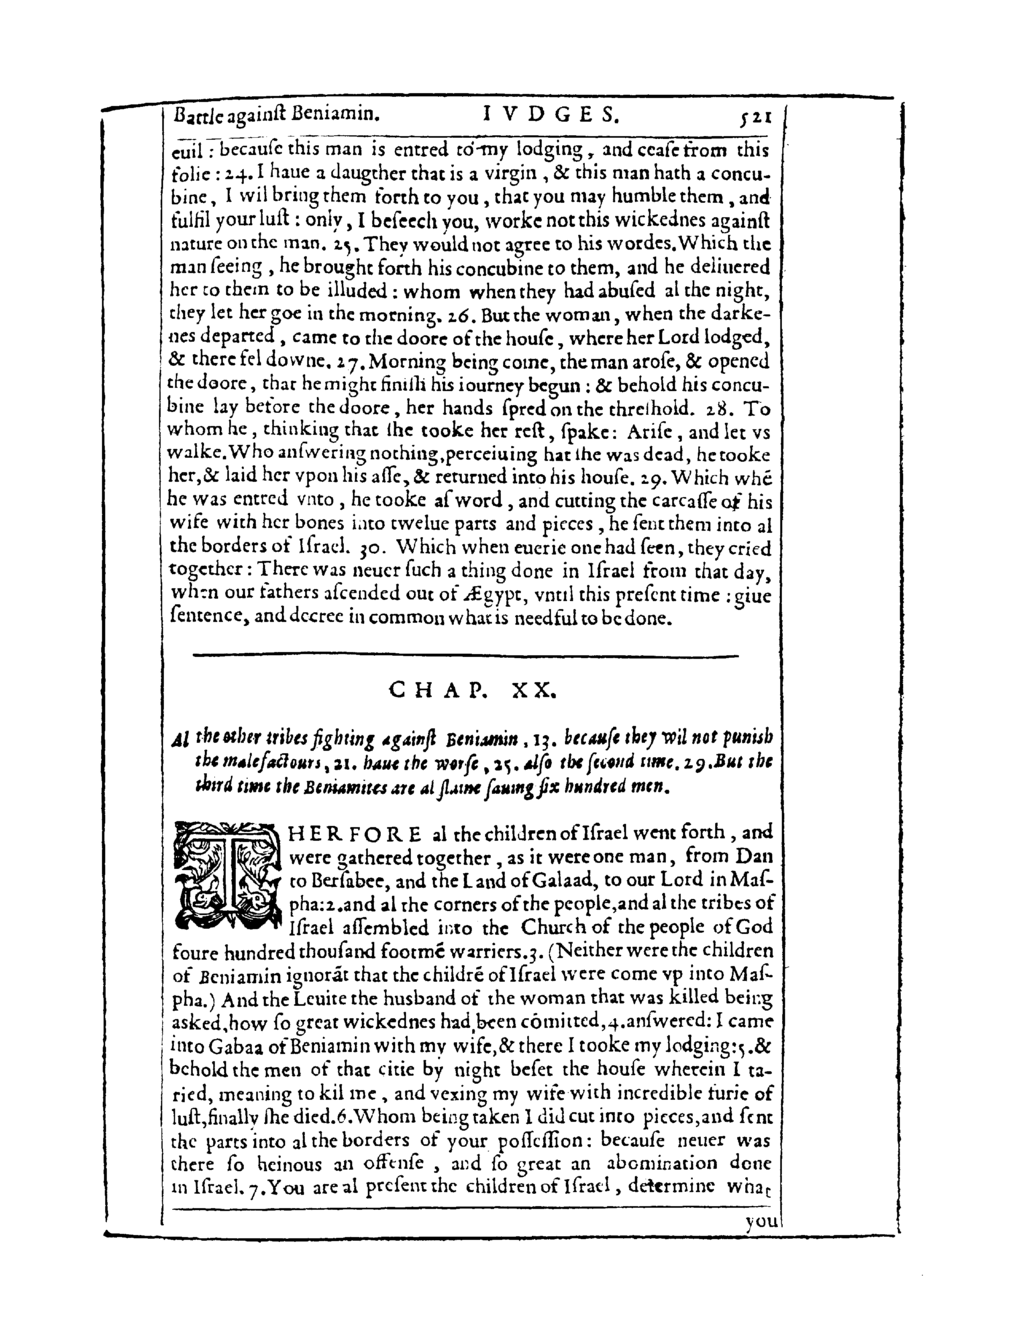 Battle againſt Beniamin. IVDGES. 521
euil : becauſe this man is entred to my lodging, and ceaſe from this
folie : 24. I haue a daugther that is a virgin, & this man hath a concu-
bine, I wil bring them forth to you, that you may humble them, and
fulfil your luſt : only, I beſeech you, worke not this wickednes againſt
nature on the man. 25. They would not agree to his wordes. Which the
man ſeeing, he brought forth his concubine to them, and he deliuered
her to them to be illuded : whom when they had abuſed al the night,
they let her goe in the morning. 26. But the woman, when the darke-
nes departed, came to the doore of the houſe, where her Lord lodged,
& there fel downe. 27. Morning being come, the man aroſe, & opened
the doore, that he might finiſh his iourney begun : & behold his concu-
bine lay before the doore, her hands ſpred on the threſhold. 28. To
whom he, thinking that ſhe tooke her reſt, ſpake: Ariſe, and let vs
walke. Who anſwering nothing, perceiuing hat ſhe was dead, he tooke
her, & laid her vpon his aſſe, & returned into his houſe. 29. Which whē
he was entred vnto, he tooke aſword, and cutting the carcaſſe of his
wife with her bones into twelue parts and pieces, he ſent them into al
the borders of Iſrael. 30. Which when euerie one had ſeen, they cried
together : There was neuer ſuch a thing done in Iſrael from that day,
when our fathers aſcended out of Ægypt, vntil this preſent time : giue
ſentence, and decree in common what is needful to be done.
CHAP. XX.
Al the other tribes fighting againſt Beniamin, 13. becauſe they wil not punish
the malefactours, 21. haue the worſe, 25. alſo the ſecond time. 29. But the
third time the Beniamites are al ſlaine ſauing ſix hundred men.
THERFORE al the children of Iſrael went forth, and
were gathered together, as it were one man, from Dan
to Berſabee, and the Land of Galaad, to our Lord in Maſ-
pha: 2. and al the corners of the people, and al the tribes of
Iſrael aſſembled into the Church of the people of God
foure hundred thouſand footmē warriers. 3. (Neither were the children
of Beniamin ignorāt that the childrē of Iſrael were come vp into Maſ-
pha.) And the Leuite the husband of the woman that was killed being
asked, how ſo great wickednes had been cōmitted, 4. anſwered: I came
into Gabaa of Beniamin with my wife, & there I tooke my lodging: 5. &
behold the men of that citie by night beſet the houſe wherein I ta-
ried, meaning to kil me, and vexing my wife with incredible furie of
luſt, finally ſhe died. 6. Whom being taken I did cut into pieces, and ſent
the parts into al the borders of your poſſeſſion: becauſe neuer was
there ſo heinous an offenſe, and ſo great an abomination done
in Iſrael. 7. You are al preſent the children of Iſrael, determine what
you